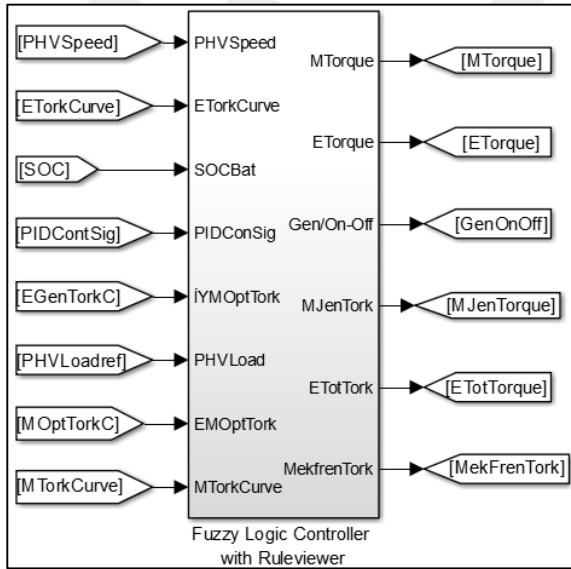 [PHVSpeed]
PHVSpeed
MTorque
[MTorque]
[ETorkCurve]
ETorkCurve
ETorque
[ETorque]
[SOC]
SOCBat
[PIDContSig]
PIDConSig
Gen/On-Off
[GenOnOff]
[EGenTorkC]
İYMOptTork
MJenTork
[MJenTorque]
[PHVLoadref]
PHVLoad
ETotTork
[ETotTorque]
[MOptTorkC]
EMOptTork
MekfrenTork
[MekFrenTork]
[MTorkCurve]
MTorkCurve
Fuzzy Logic Controller
with Ruleviewer